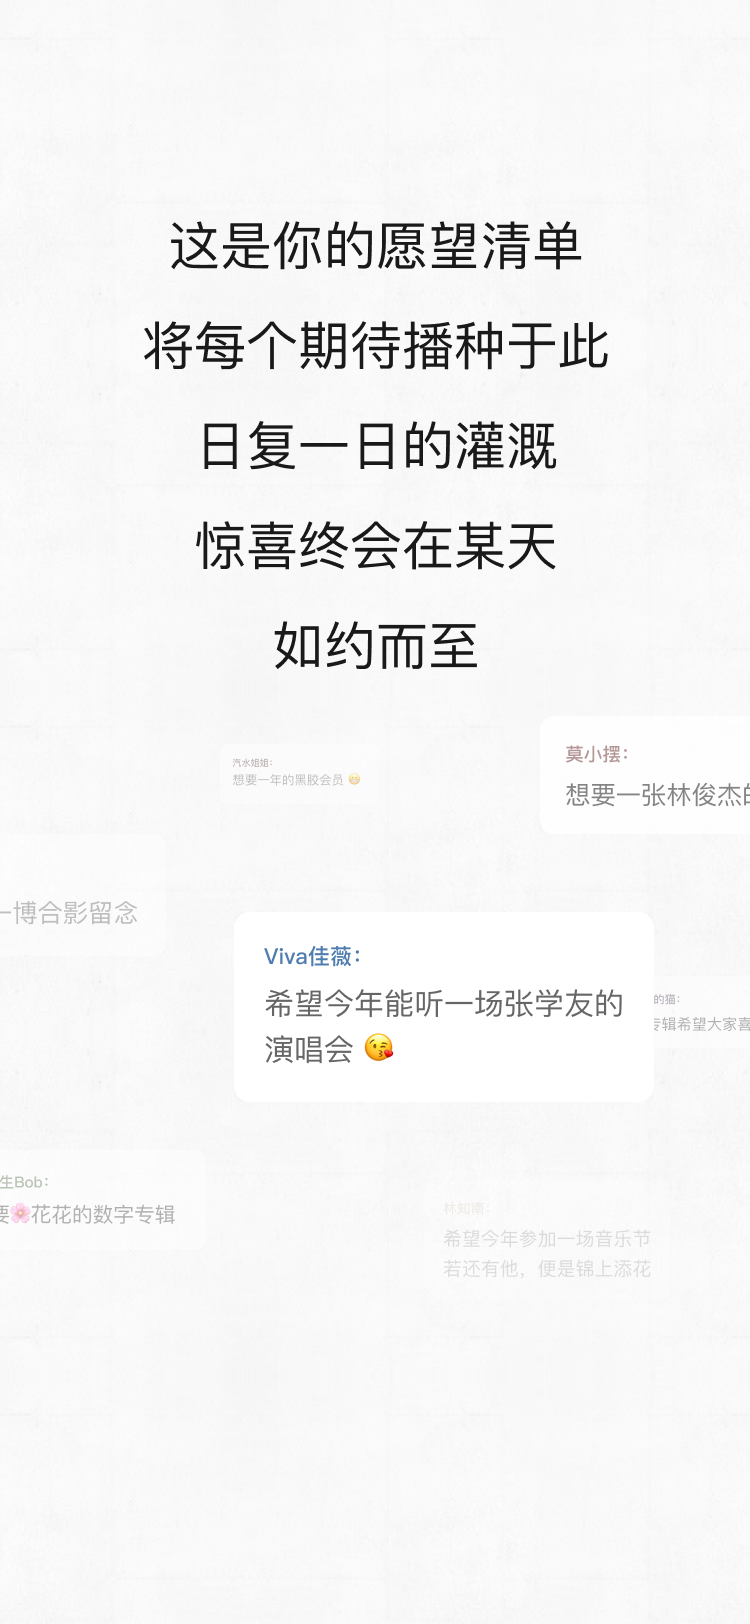 这是你的愿望清单
将每个期待播种于此
日复一日的灌溉
惊喜终会在某天
如约而至
汽水姐姐：
想要一年的黑胶会员 😊
莫小摆：
想要一张林俊杰的
一博合影留念
Viva佳薇：
希望今年能听一场张学友的
演唱会 😘
的猫：
专辑希望大家喜
生Bob：
要🌸花花的数字专辑
林知南：
希望今年参加一场音乐节
若还有他，便是锦上添花